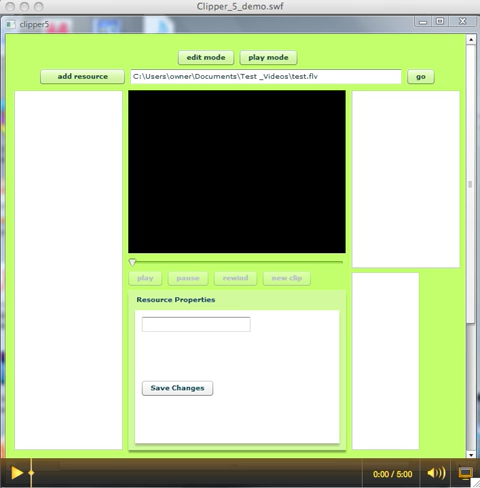 Clipper_5_demo.swf
clipper5
edit mode play mode
add resource C:\Users\owner\Documents\Test _Videos\test.flv go
play pause rewind new clip
Resource Properties
Save Changes
0:00 / 5:00